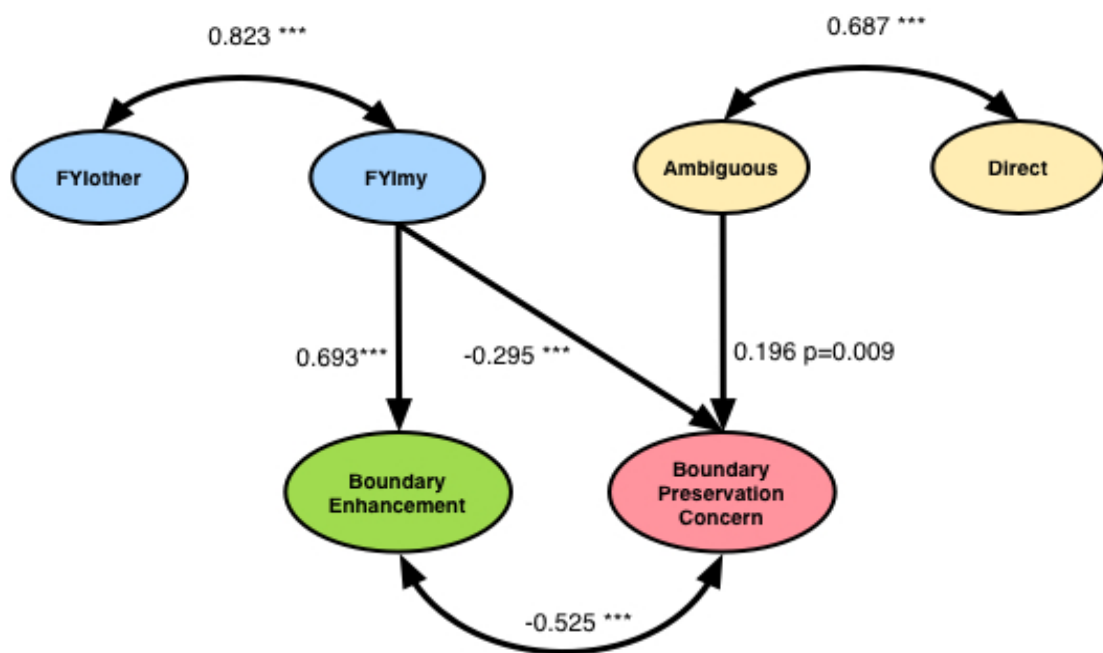 0.823 ***
0.687 ***
FYIother
FYImy
Ambiguous
Direct
0.693***
-0.295 ***
0.196 p=0.009
Boundary
Enhancement
Boundary
Preservation
Concern
-0.525 ***